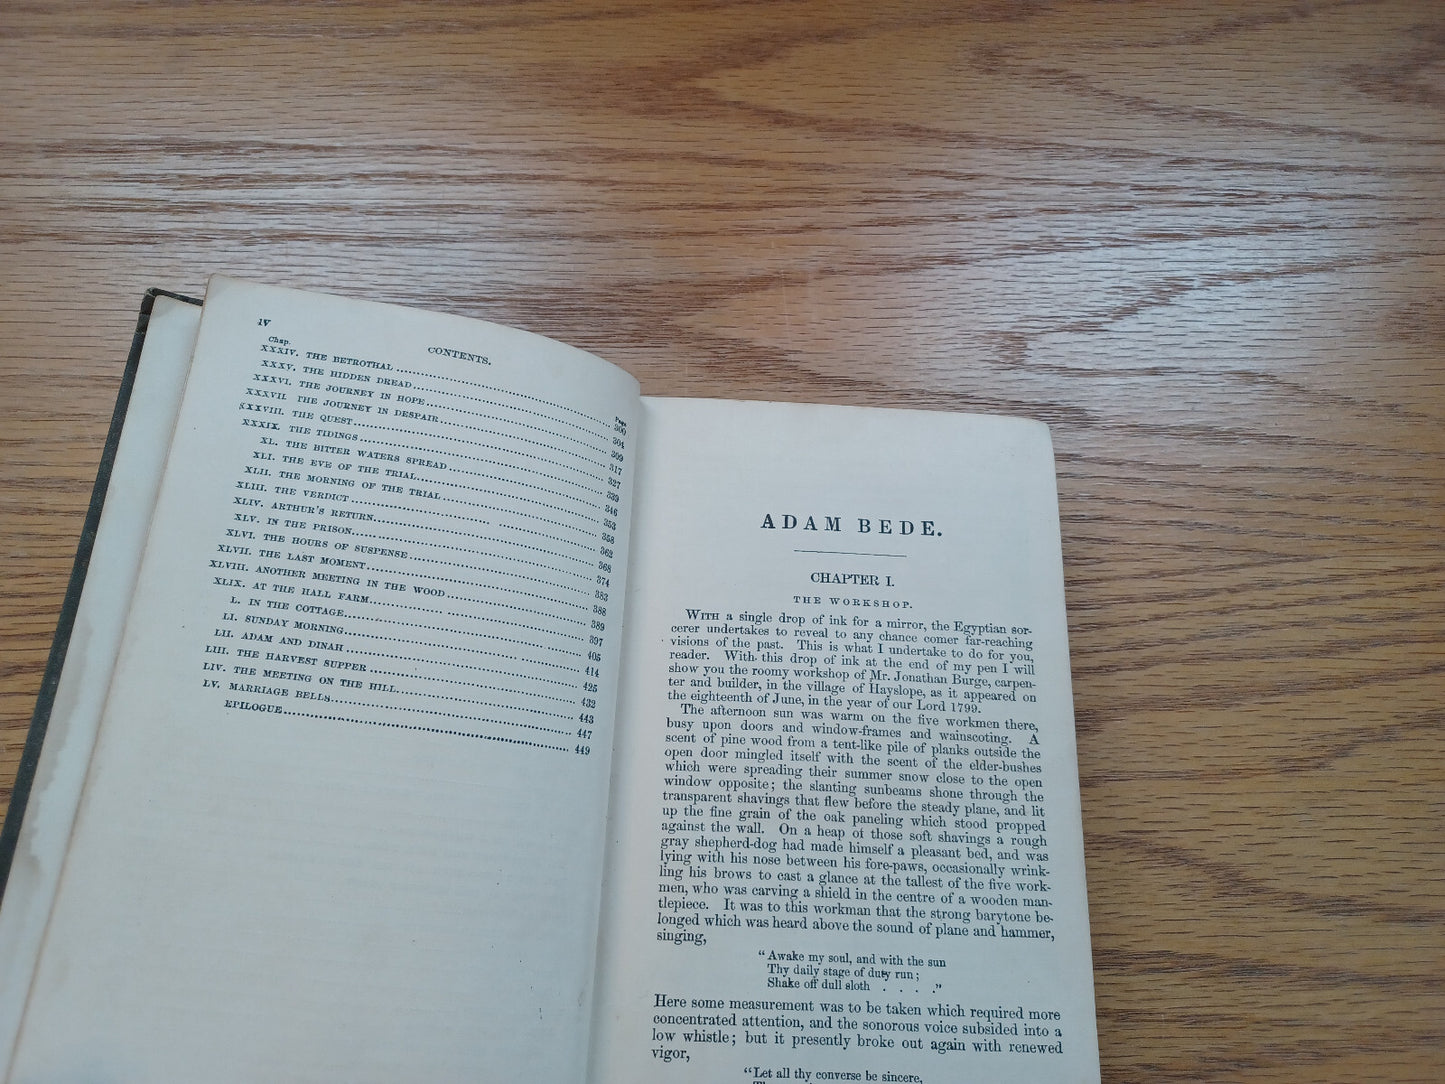 iv
CONTENTS.
Chap. Page
XXXIV. THE BETROTHAL 300
XXXV. THE HIDDEN DREAD 304
XXXVI. THE JOURNEY IN HOPE 309
XXXVII. THE JOURNEY IN DESPAIR 317
XXXVIII. THE QUEST 327
XXXIX. THE TIDINGS 339
XL. THE BITTER WATERS SPREAD 346
XLI. THE EVE OF THE TRIAL 353
XLII. THE MORNING OF THE TRIAL 358
XLIII. THE VERDICT 362
XLIV. ARTHUR'S RETURN 368
XLV. IN THE PRISON 374
XLVI. THE HOURS OF SUSPENSE 383
XLVII. THE LAST MOMENT 388
XLVIII. ANOTHER MEETING IN THE WOOD 389
XLIX. AT THE HALL FARM 397
L. IN THE COTTAGE 405
LI. SUNDAY MORNING 414
LII. ADAM AND DINAH 425
LIII. THE HARVEST SUPPER 432
LIV. THE MEETING ON THE HILL 443
LV. MARRIAGE BELLS 447
EPILOGUE 449
ADAM BEDE.
CHAPTER I.
THE WORKSHOP.
WITH a single drop of ink for a mirror, the Egyptian sor-
cerer undertakes to reveal to any chance comer far-reaching
visions of the past. This is what I undertake to do for you,
reader. With this drop of ink at the end of my pen I will
show you the roomy workshop of Mr. Jonathan Burge, carpen-
ter and builder, in the village of Hayslope, as it appeared on
the eighteenth of June, in the year of our Lord 1799.
The afternoon sun was warm on the five workmen there,
busy upon doors and window-frames and wainscoting. A
scent of pine wood from a tent-like pile of planks outside the
open door mingled itself with the scent of the elder-bushes
which were spreading their summer snow close to the open
window opposite; the slanting sunbeams shone through the
transparent shavings that flew before the steady plane, and lit
up the fine grain of the oak paneling which stood propped
against the wall. On a heap of those soft shavings a rough
gray shepherd-dog had made himself a pleasant bed, and was
lying with his nose between his fore-paws, occasionally wrink-
ling his brows to cast a glance at the tallest of the five work-
men, who was carving a shield in the centre of a wooden man-
tlepiece. It was to this workman that the strong barytone be-
longed which was heard above the sound of plane and hammer,
singing,
"Awake my soul, and with the sun
Thy daily stage of duty run;
Shake off dull sloth . . . ."
Here some measurement was to be taken which required more
concentrated attention, and the sonorous voice subsided into a
low whistle; but it presently broke out again with renewed
vigor,
"Let all thy converse be sincere,